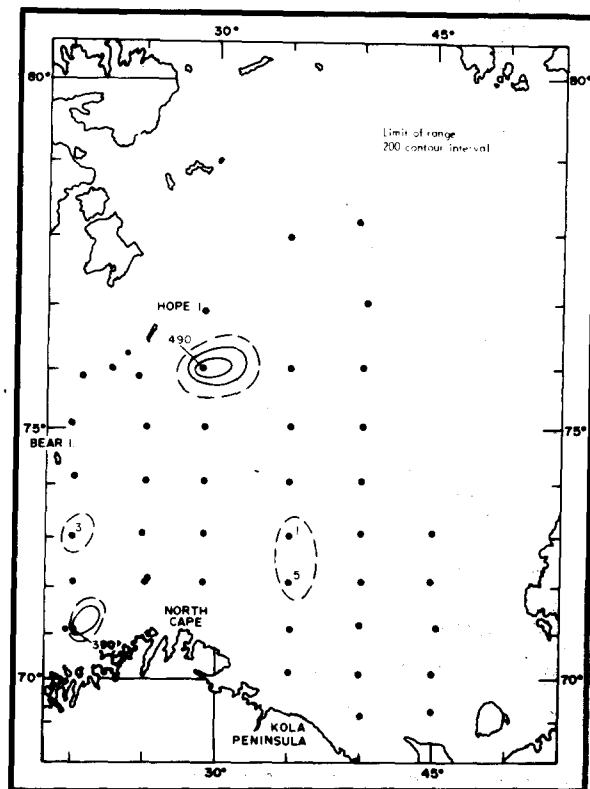 30°
45°
80°
80°
Limit of range
200 contour interval
HOPE I.
490
75°
75°
BEAR I.
3
1
5
NORTH
CAPE
390
70°
70°
KOLA
PENINSULA
30°
45°